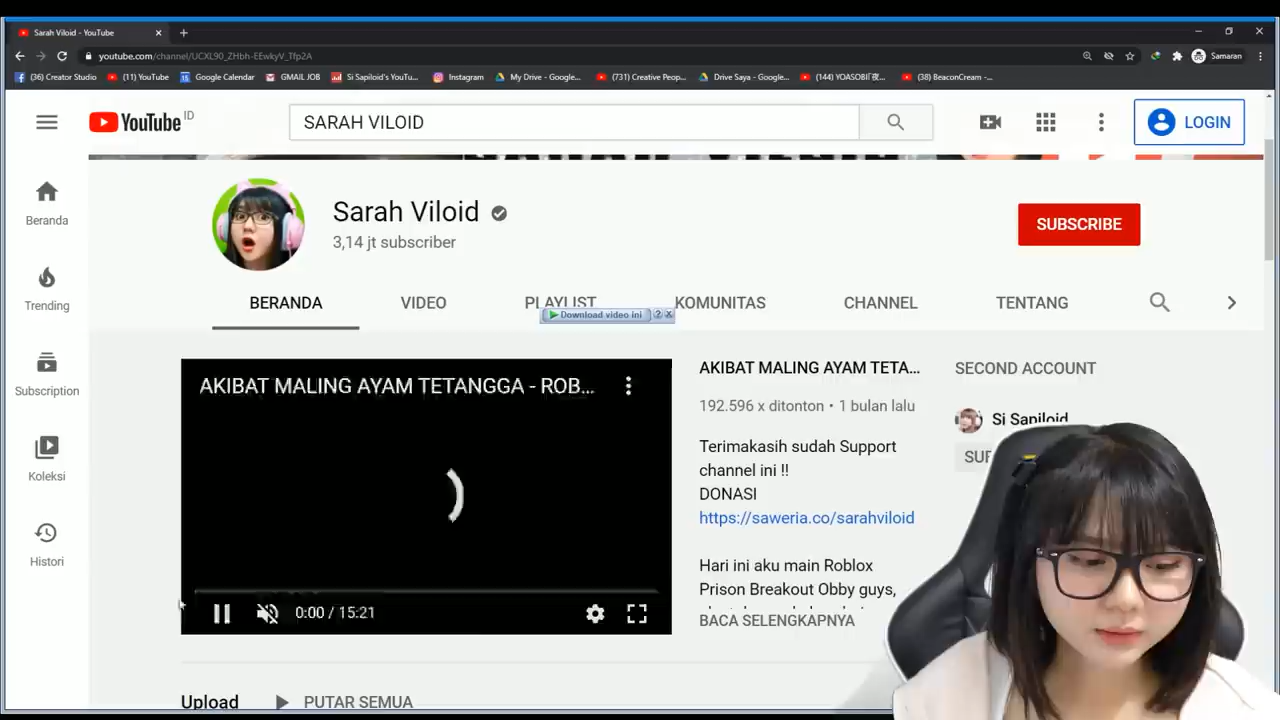 Sarah Viloid - YouTube
youtube.com/channel/UCXL90_ZHbh-EEwkyV_Tfp2A
Samaran
(36) Creator Studio
(11) YouTube
Google Calendar
GMAIL JOB
Si Sapiloid's YouTu...
Instagram
My Drive - Google...
(731) Creative Peop...
Drive Saya - Google...
(144) YOASOBI「夜...
(38) BeaconCream -...
YouTube ID
SARAH VILOID
LOGIN
Beranda
Trending
Subscription
Koleksi
Histori
Sarah Viloid
3,14 jt subscriber
SUBSCRIBE
BERANDA
VIDEO
PLAYLIST
KOMUNITAS
CHANNEL
TENTANG
Download video ini
?
AKIBAT MALING AYAM TETANGGA - ROB...
0:00 / 15:21
AKIBAT MALING AYAM TETA...
192.596 x ditonton • 1 bulan lalu
Terimakasih sudah Support
channel ini !!
DONASI
https://saweria.co/sarahviloid
Hari ini aku main Roblox
Prison Breakout Obby guys,
BACA SELENGKAPNYA
SECOND ACCOUNT
Si Sapiloid
Upload
PUTAR SEMUA